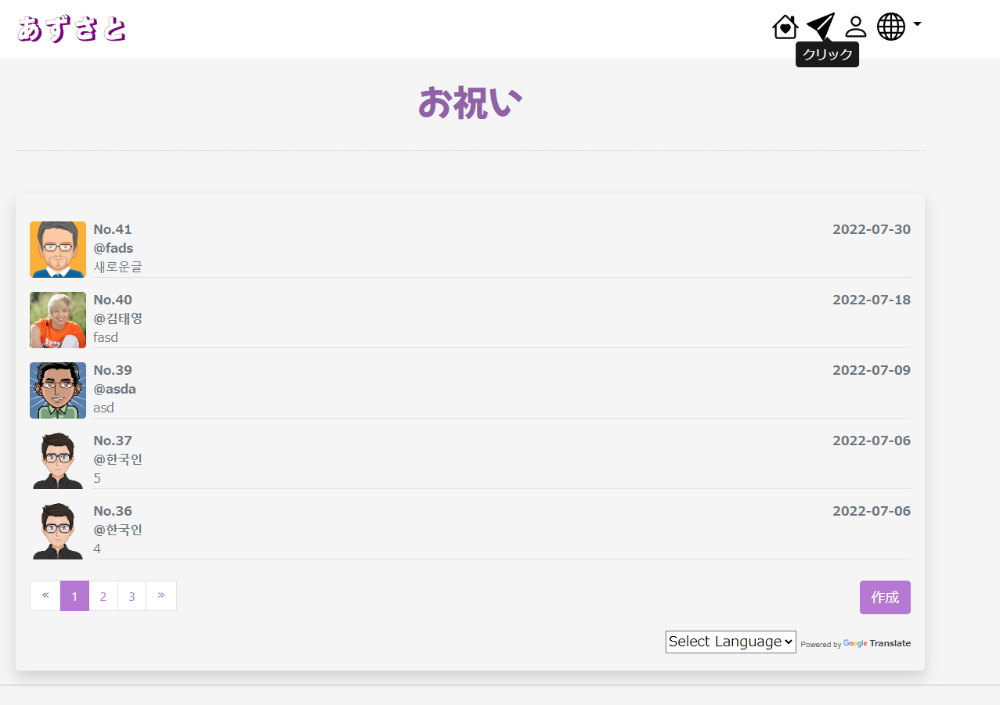 あずさと
クリック
お祝い
No.41 2022-07-30
@fads
새로운글
No.40 2022-07-18
@김태영
fasd
No.39 2022-07-09
@asda
asd
No.37 2022-07-06
@한국인
5
No.36 2022-07-06
@한국인
4
« 1 2 3 »
作成
Select Language Powered by Google Translate